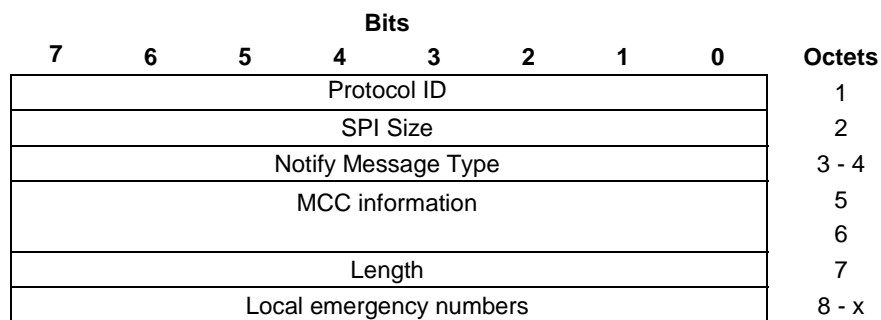 Bits
7 6 5 4 3 2 1 0 Octets
Protocol ID 1
SPI Size 2
Notify Message Type 3 - 4
MCC information 5
6
Length 7
Local emergency numbers 8 - x